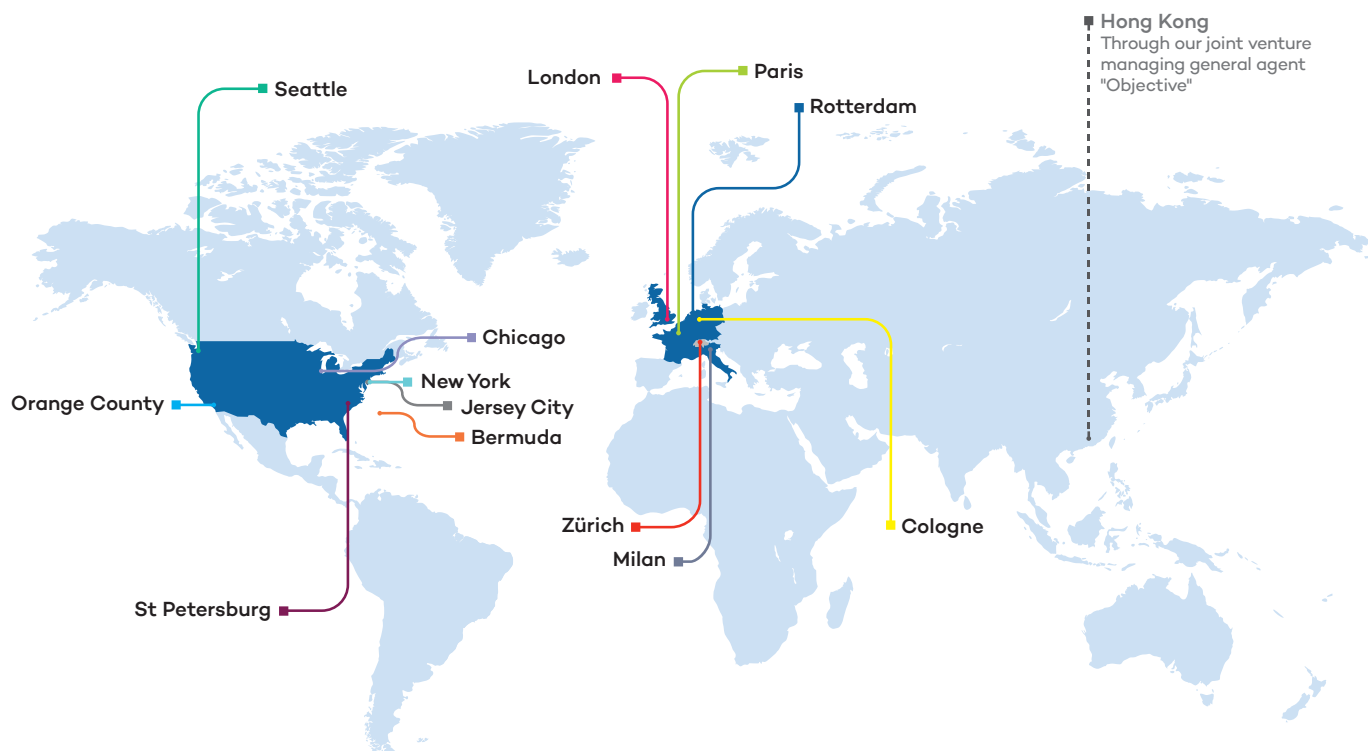 Hong Kong
Through our joint venture
managing general agent
"Objective"
London
Paris
Seattle
Rotterdam
Chicago
New York
Orange County
Jersey City
Bermuda
Zürich
Cologne
Milan
St Petersburg